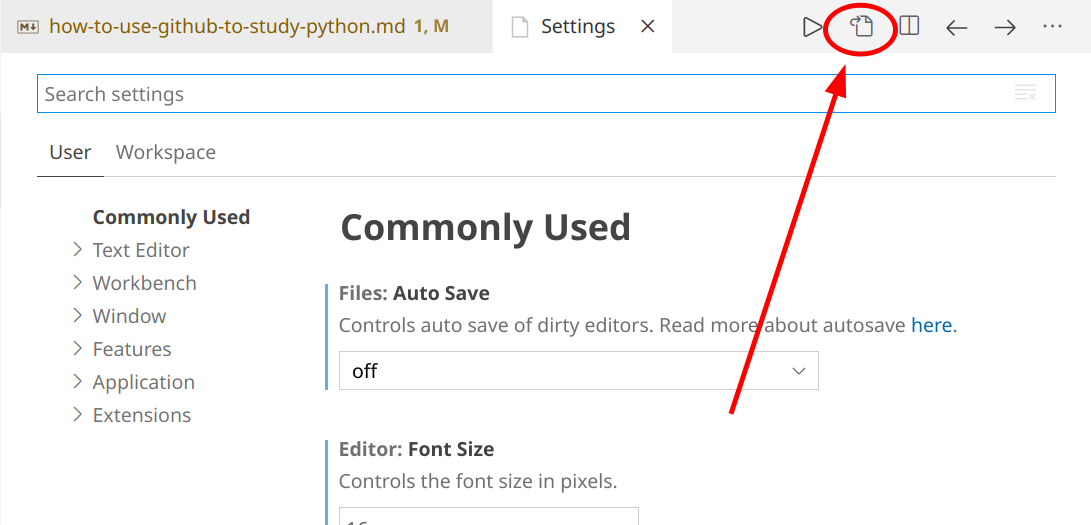 how-to-use-github-to-study-python.md 1, M Settings
Search settings
User Workspace
Commonly Used
Text Editor
Workbench
Window
Features
Application
Extensions
Commonly Used
Files: Auto Save
Controls auto save of dirty editors. Read more about autosave here.
off
Editor: Font Size
Controls the font size in pixels.